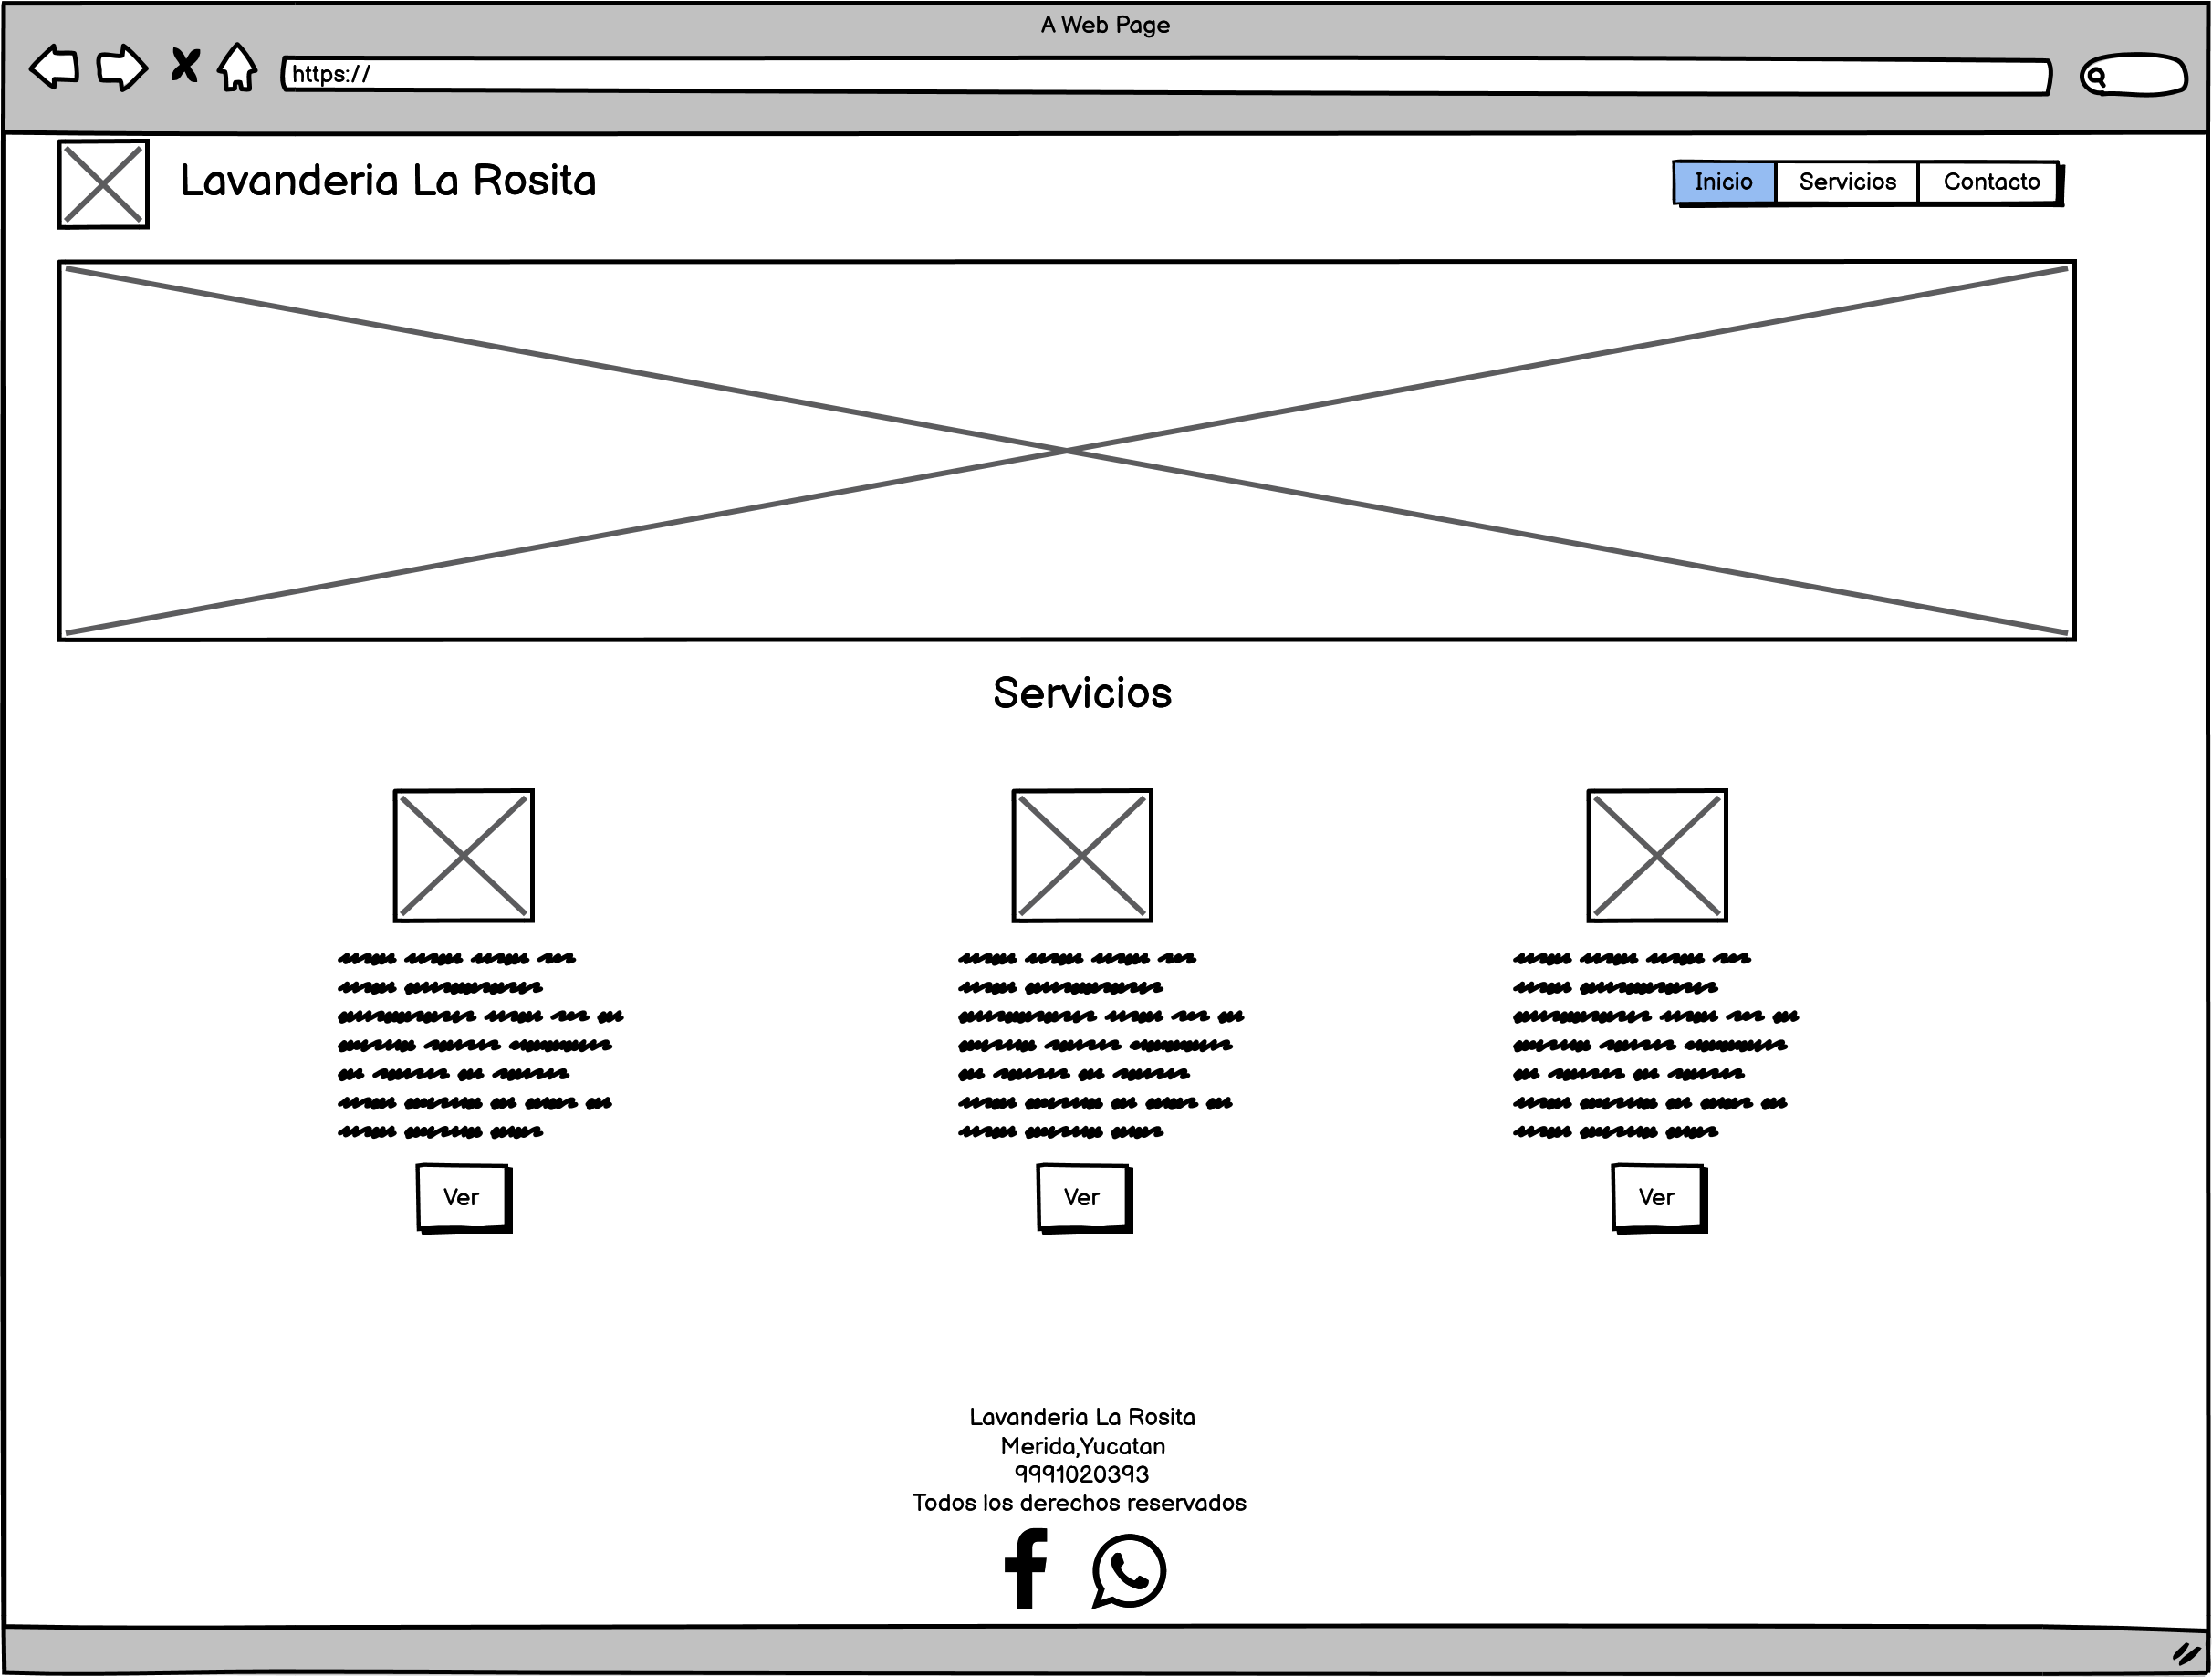 A Web Page
https://
Lavanderia La Rosita
Inicio Servicios Contacto
Servicios
Ver Ver Ver
Lavanderia La Rosita
Merida,Yucatan
9991020393
Todos los derechos reservados